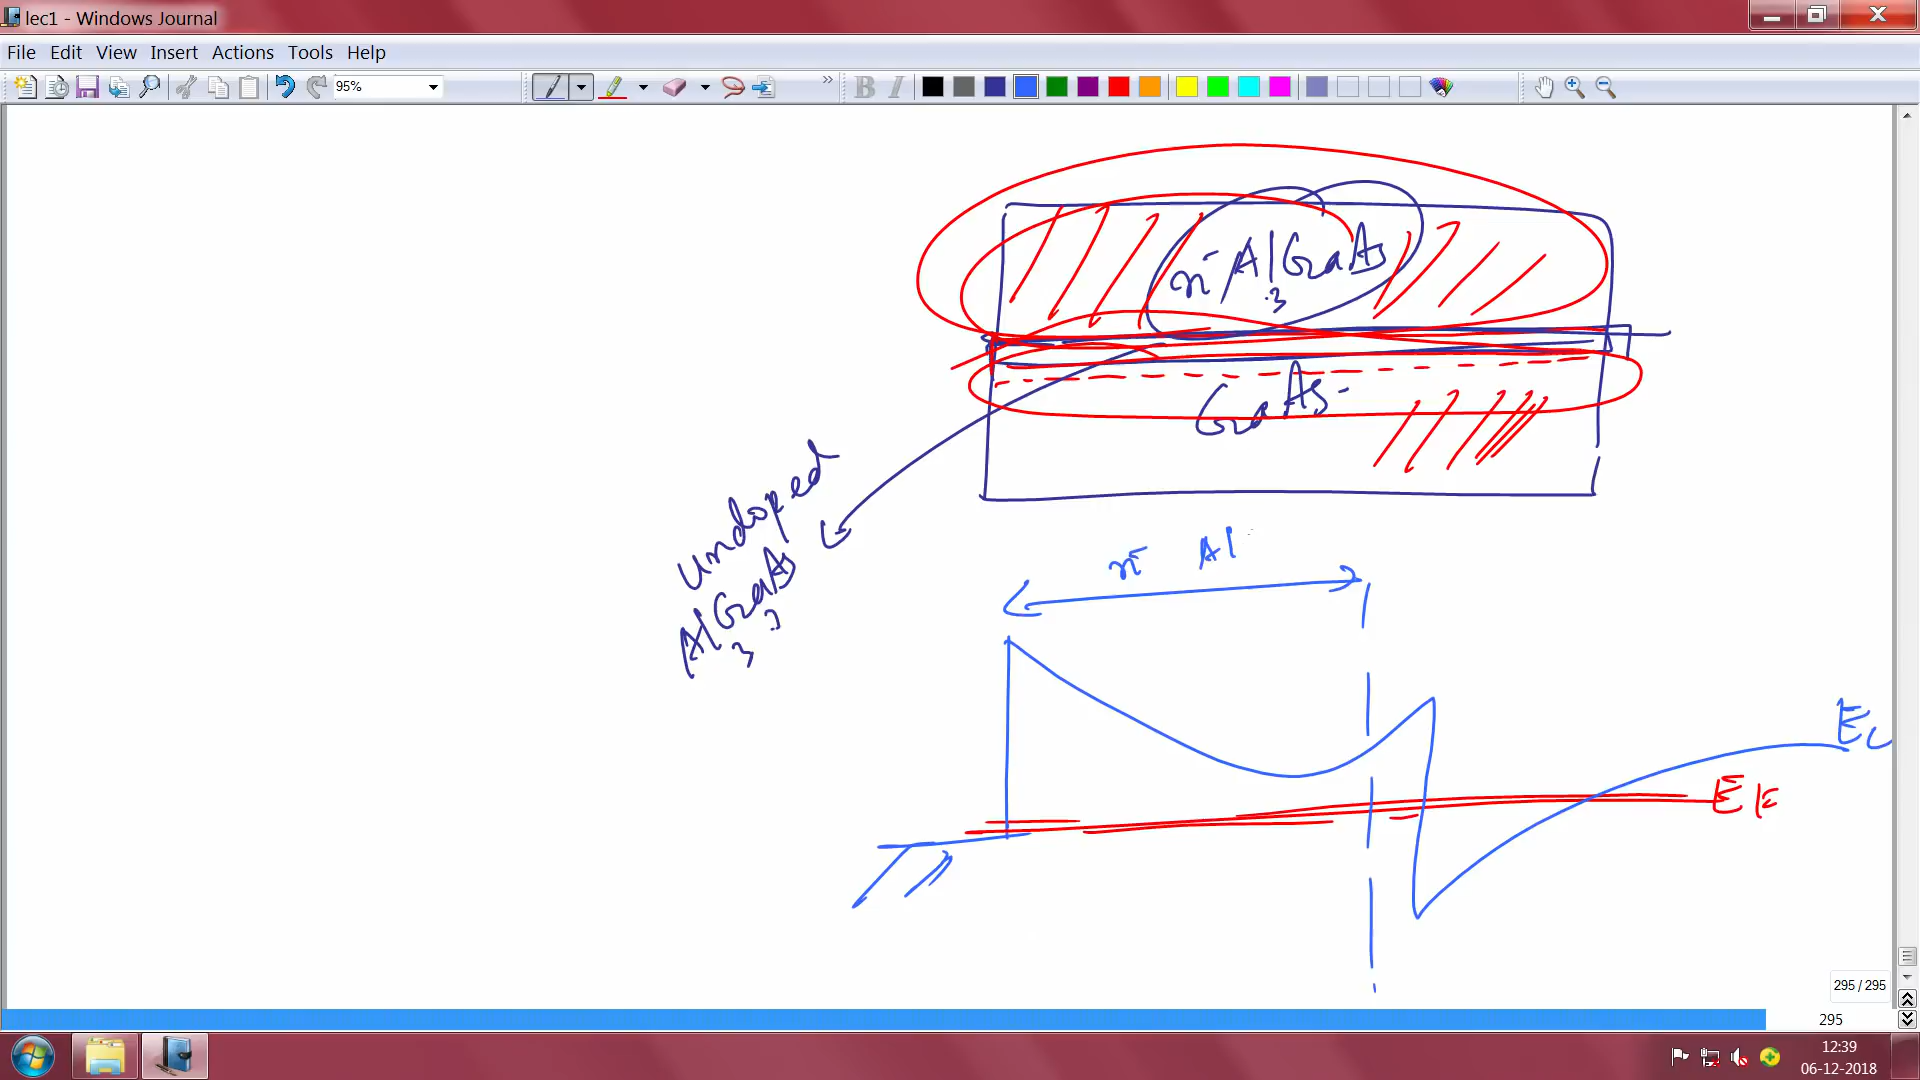 lec1 - Windows Journal
File Edit View Insert Actions Tools Help
95%
B I
n- AlGaAs
GaAs
undoped
AlGaAs
n- Al
Ec
EF
295 / 295
295
12:39
06-12-2018